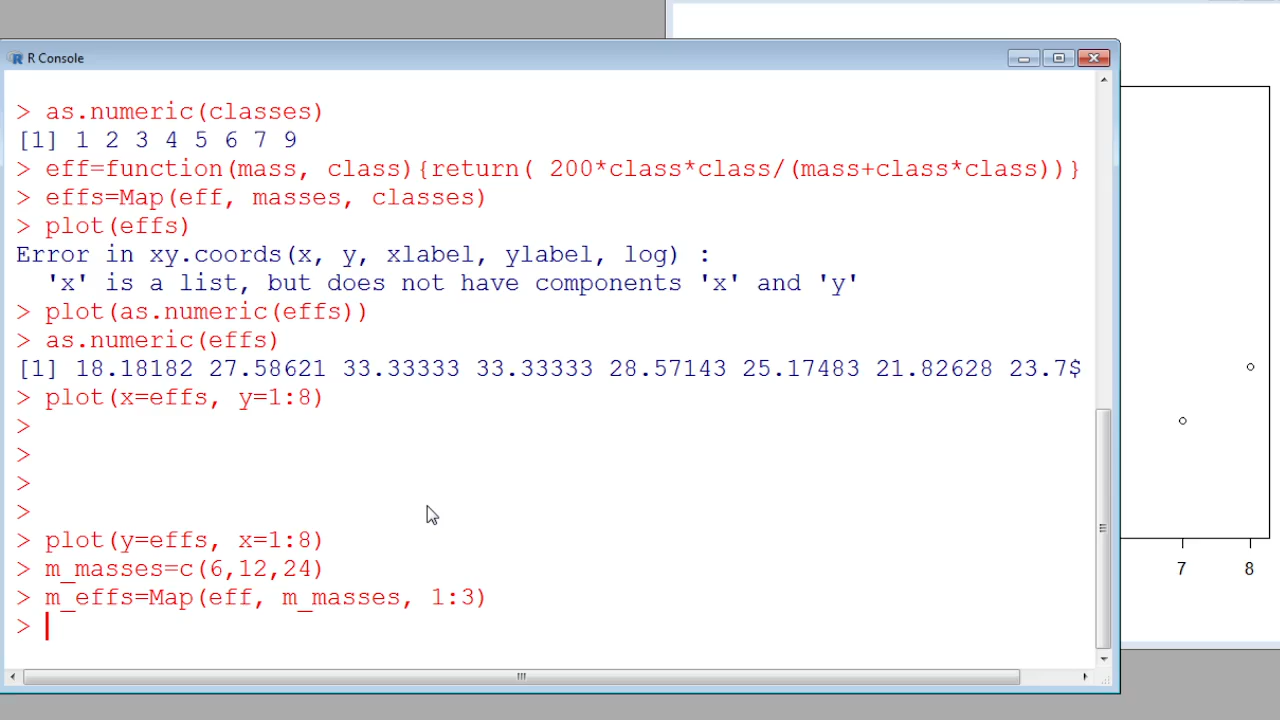 R Console
> as.numeric(classes)
[1] 1 2 3 4 5 6 7 9
> eff=function(mass, class){return( 200*class*class/(mass+class*class))}
> effs=Map(eff, masses, classes)
> plot(effs)
Error in xy.coords(x, y, xlabel, ylabel, log) :
  'x' is a list, but does not have components 'x' and 'y'
> plot(as.numeric(effs))
> as.numeric(effs)
[1] 18.18182 27.58621 33.33333 33.33333 28.57143 25.17483 21.82628 23.7$
> plot(x=effs, y=1:8)
>
>
>
>
> plot(y=effs, x=1:8)
> m_masses=c(6,12,24)
> m_effs=Map(eff, m_masses, 1:3)
>
7 8